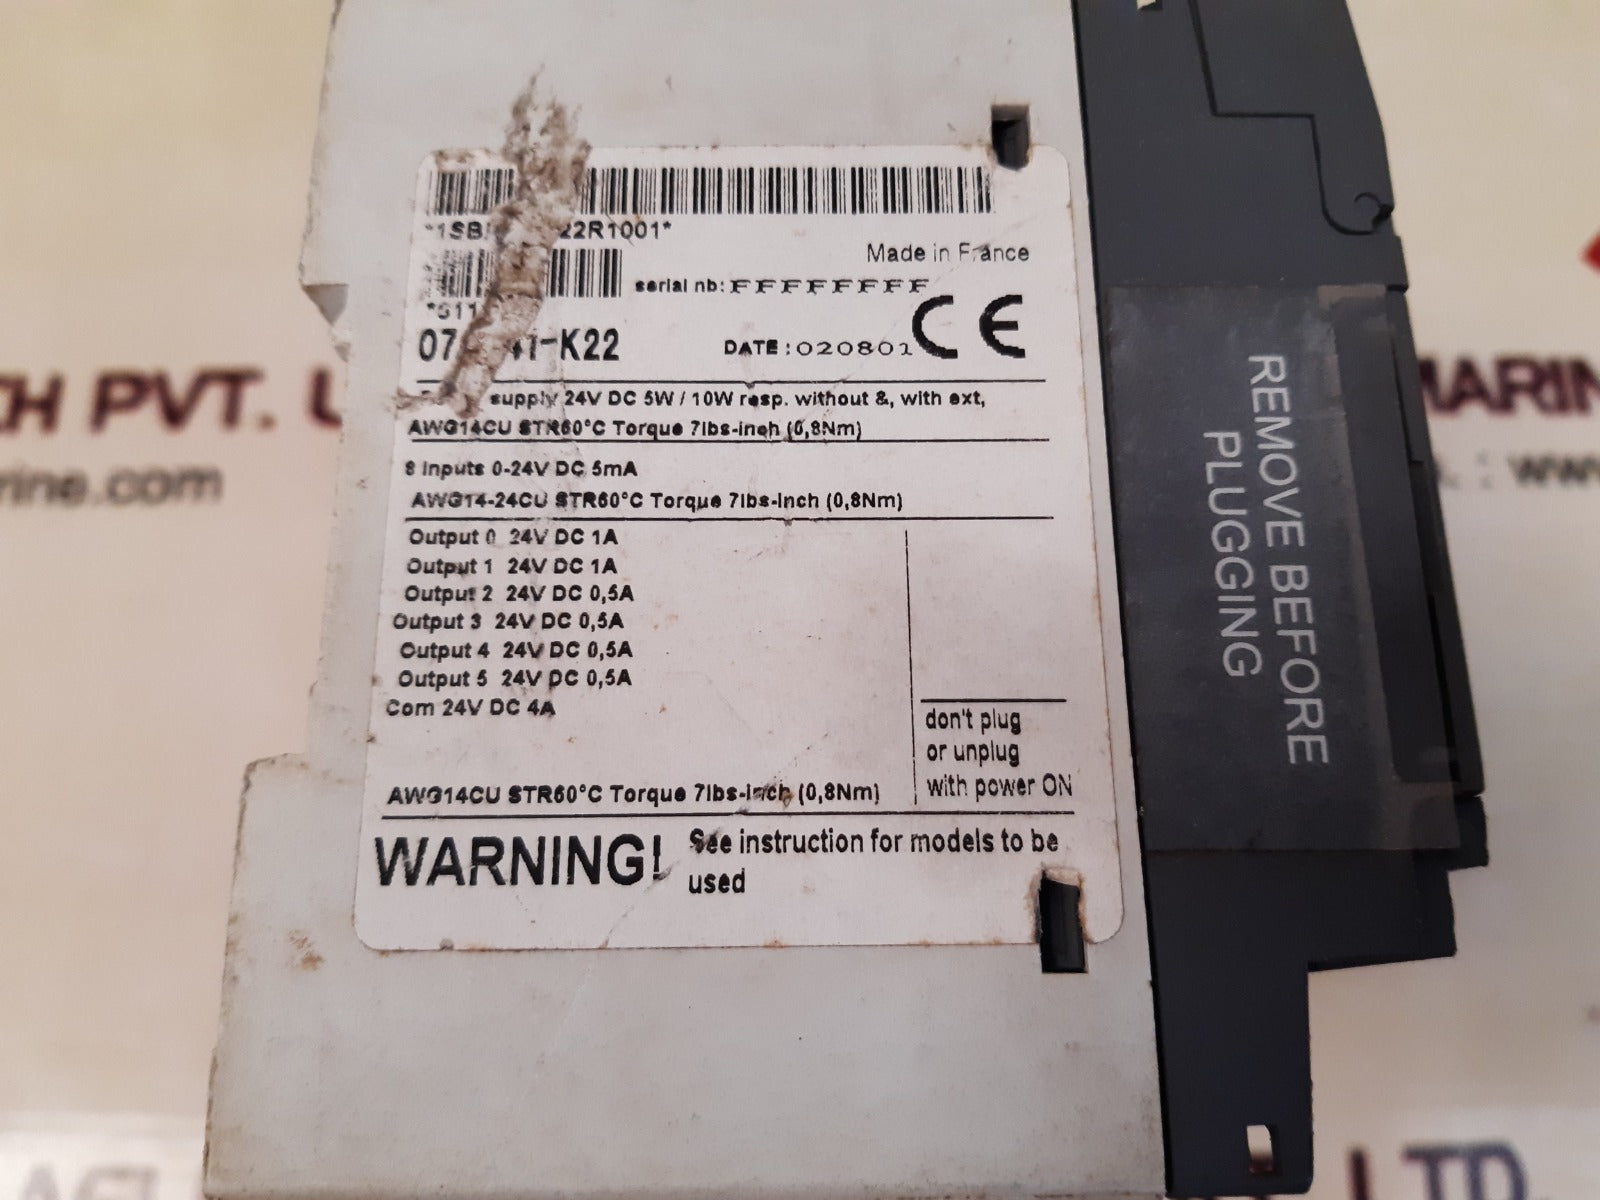 22R1001*
Made in France
serial nb: FFFFFFFF
CE
-K22
DATE :020801
supply 24V DC 5W / 10W resp. without &, with ext,
AWG14CU STR60°C Torque 7lbs-inch (0,8Nm)
8 Inputs 0-24V DC 5mA
AWG14-24CU STR60°C Torque 7lbs-inch (0,8Nm)
Output 0 24V DC 1A
Output 1 24V DC 1A
Output 2 24V DC 0,5A
Output 3 24V DC 0,5A
Output 4 24V DC 0,5A
Output 5 24V DC 0,5A
Com 24V DC 4A
don't plug
or unplug
with power ON
AWG14CU STR60°C Torque 7lbs-inch (0,8Nm)
WARNING! See instruction for models to be
used
REMOVE BEFORE
PLUGGING
PVT.